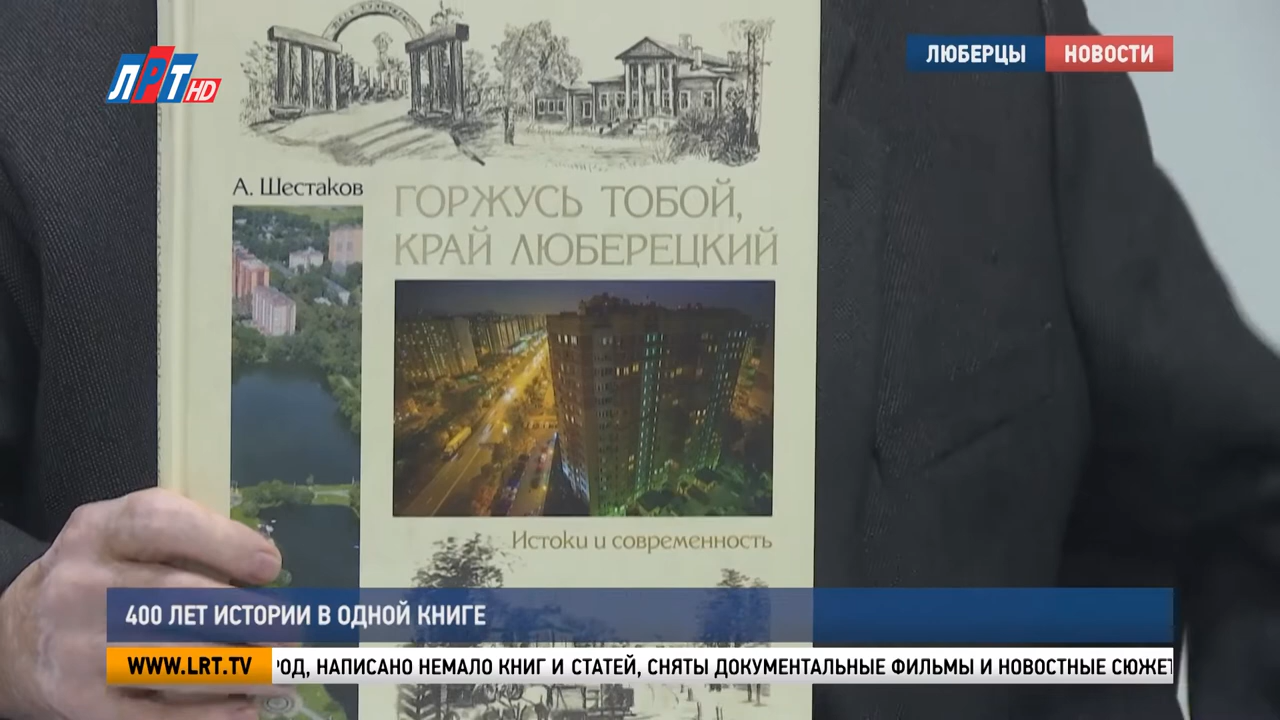 ЛРТ HD
ЛЮБЕРЦЫ НОВОСТИ
А. Шестаков
ГОРЖУСЬ ТОБОЙ,
КРАЙ ЛЮБЕРЕЦКИЙ
Истоки и современность
400 ЛЕТ ИСТОРИИ В ОДНОЙ КНИГЕ
WWW.LRT.TV РОД, НАПИСАНО НЕМАЛО КНИГ И СТАТЕЙ, СНЯТЫ ДОКУМЕНТАЛЬНЫЕ ФИЛЬМЫ И НОВОСТНЫЕ СЮЖЕТ